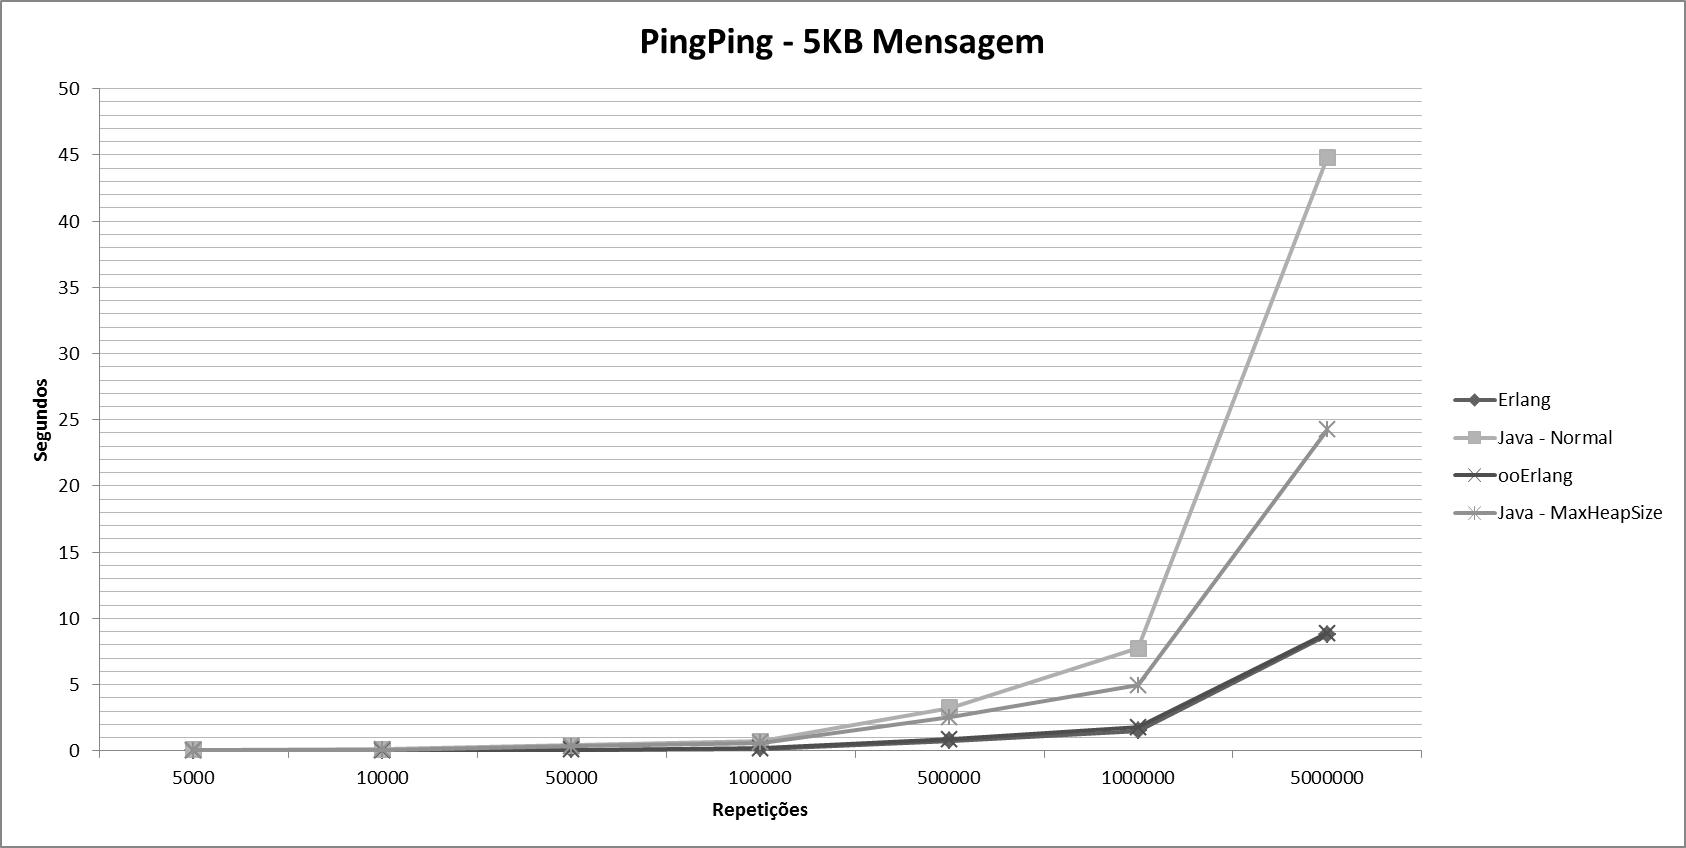 PingPing - 5KB Mensagem
50
45
40
35
30
25
20
15
10
5
0
Segundos
5000 10000 50000 100000 500000 1000000 5000000
Repetições
Erlang
Java - Normal
ooErlang
Java - MaxHeapSize